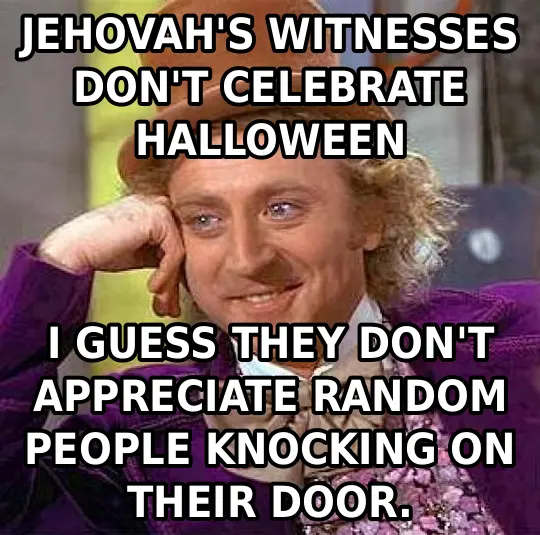 JEHOVAH'S WITNESSES
DON'T CELEBRATE
HALLOWEEN
I GUESS THEY DON'T
APPRECIATE RANDOM
PEOPLE KNOCKING ON
THEIR DOOR.